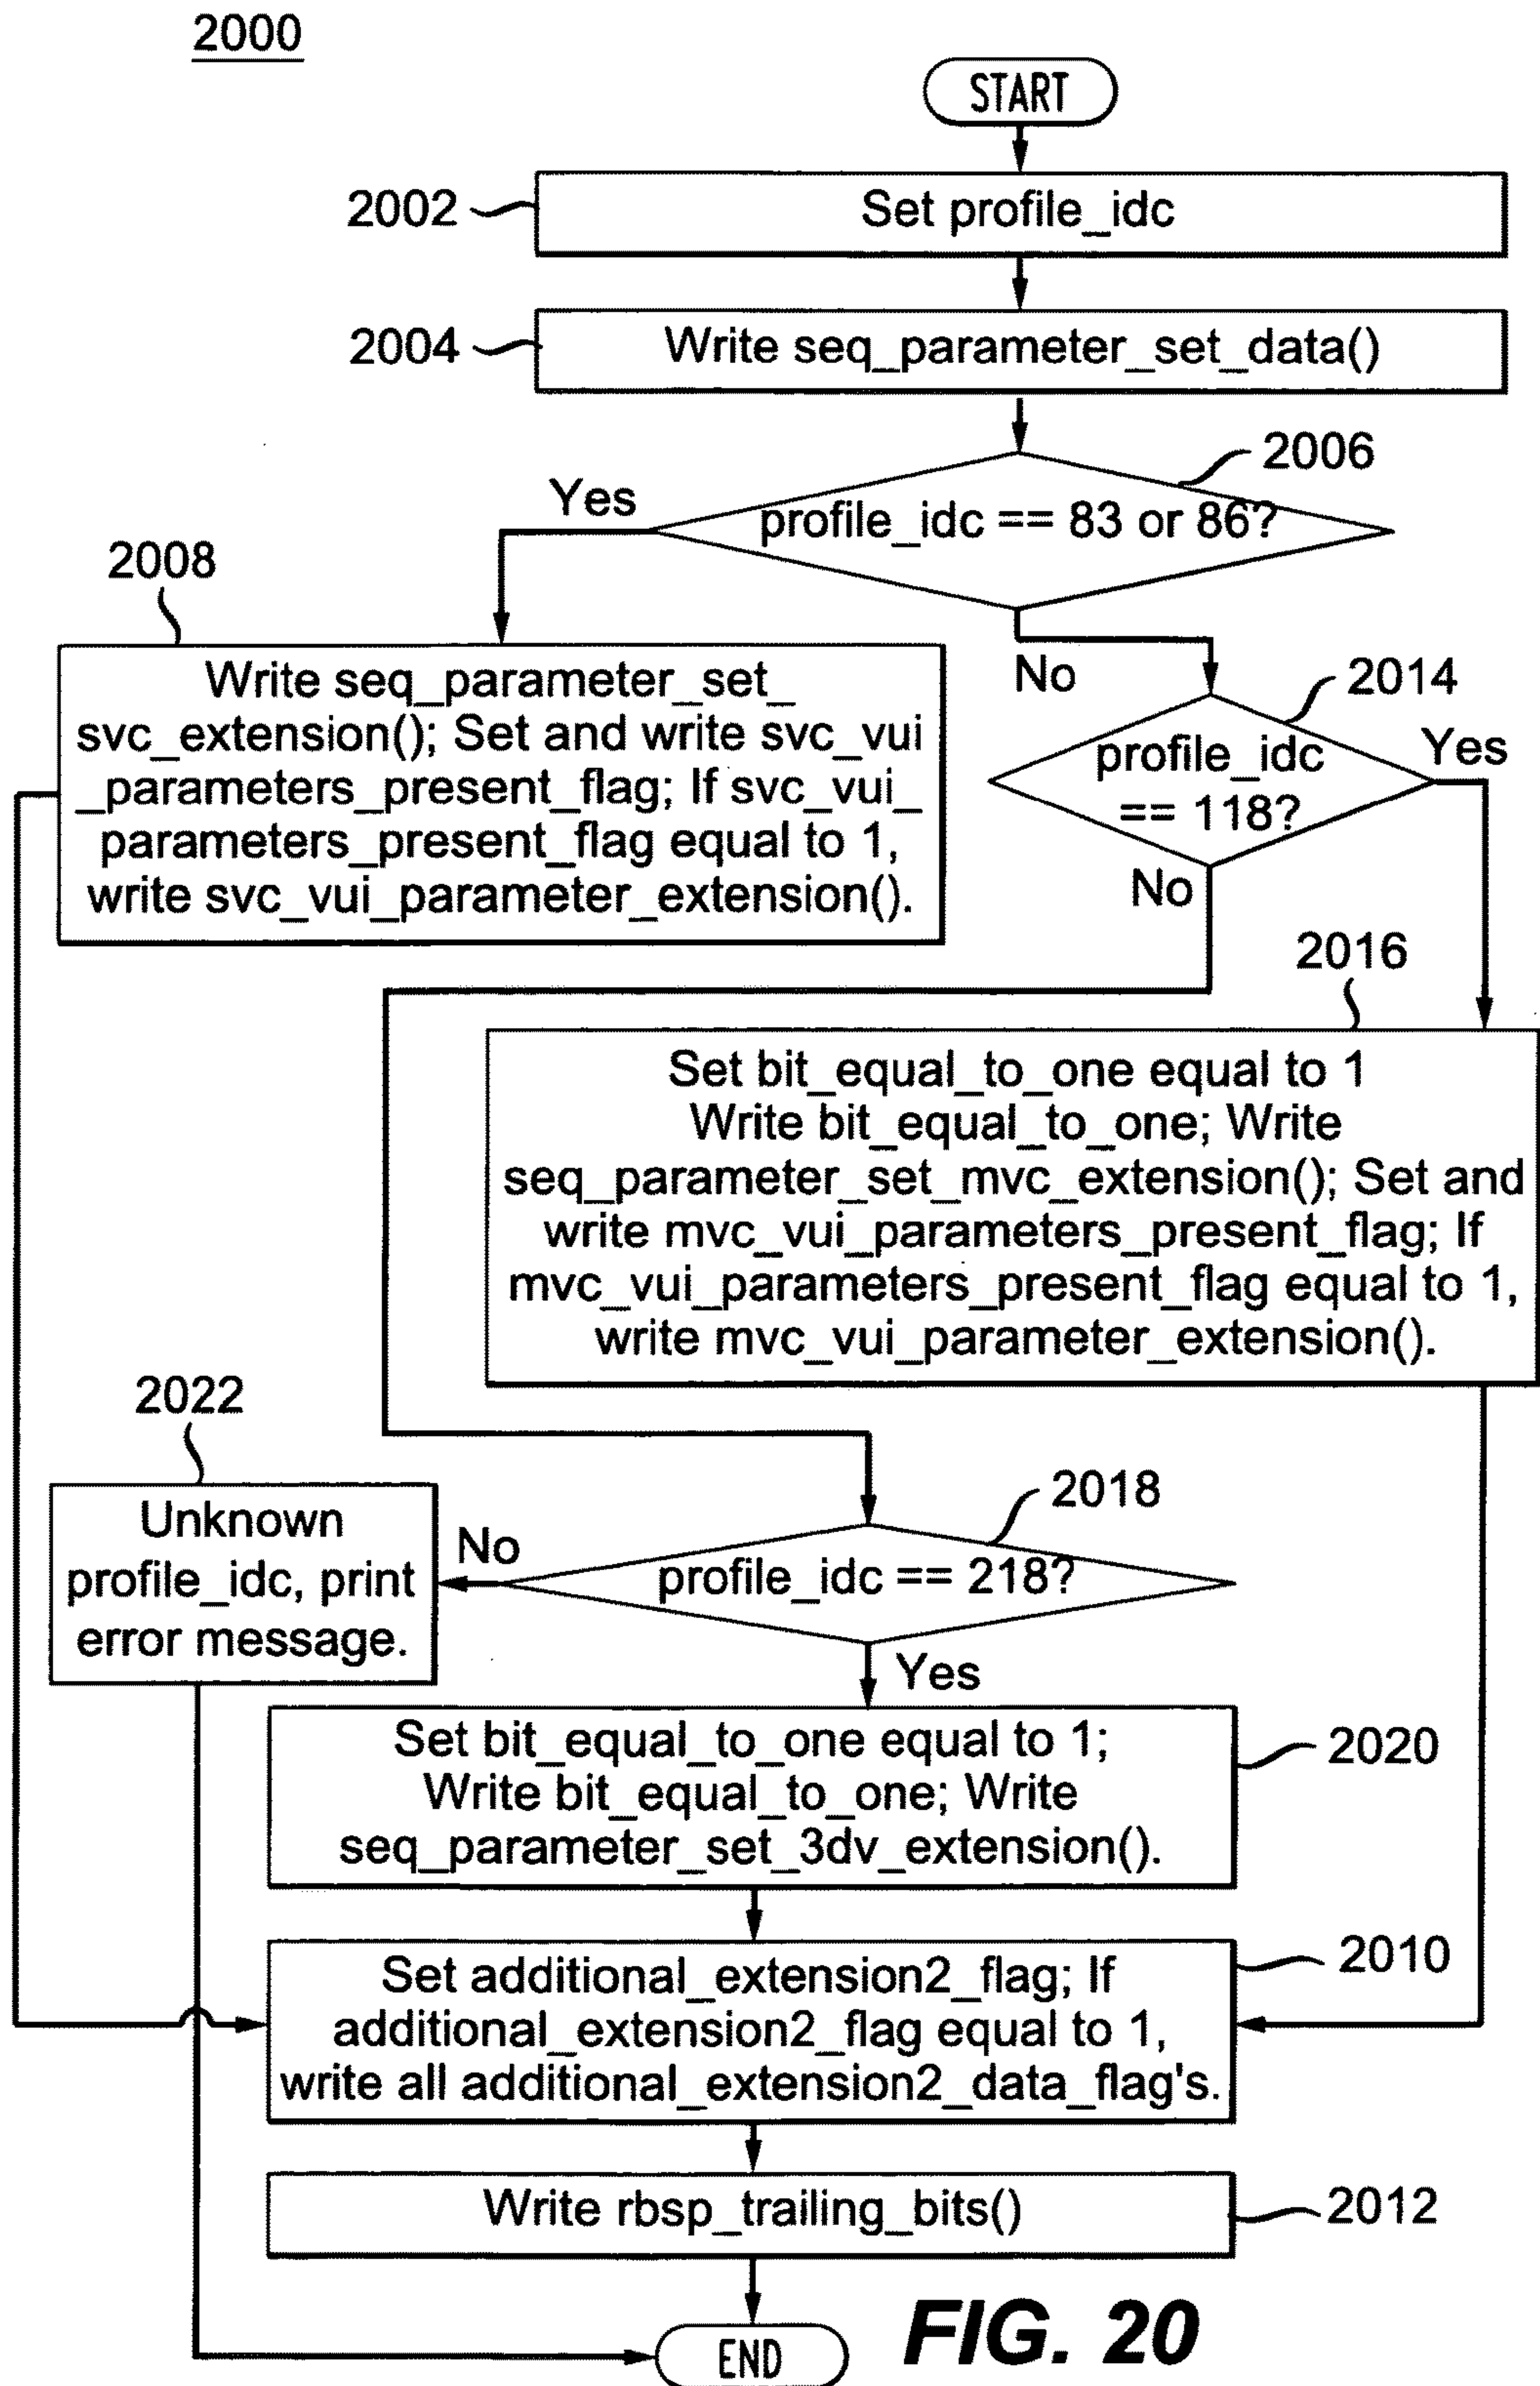 2000
START
2002
Set profile_idc
2004
Write seq_parameter_set_data()
2006
Yes
profile_idc == 83 or 86?
2008
Write seq_parameter_set_
svc_extension(); Set and write svc_vui
_parameters_present_flag; If svc_vui_
parameters_present_flag equal to 1,
write svc_vui_parameter_extension().
No
2014
profile_idc
== 118?
Yes
No
2016
Set bit_equal_to_one equal to 1
Write bit_equal_to_one; Write
seq_parameter_set_mvc_extension(); Set and
write mvc_vui_parameters_present_flag; If
mvc_vui_parameters_present_flag equal to 1,
write mvc_vui_parameter_extension().
2022
Unknown
profile_idc, print
error message.
No
2018
profile_idc == 218?
Yes
Set bit_equal_to_one equal to 1;
Write bit_equal_to_one; Write
seq_parameter_set_3dv_extension().
2020
Set additional_extension2_flag; If
additional_extension2_flag equal to 1,
write all additional_extension2_data_flag's.
2010
Write rbsp_trailing_bits()
2012
END
FIG. 20